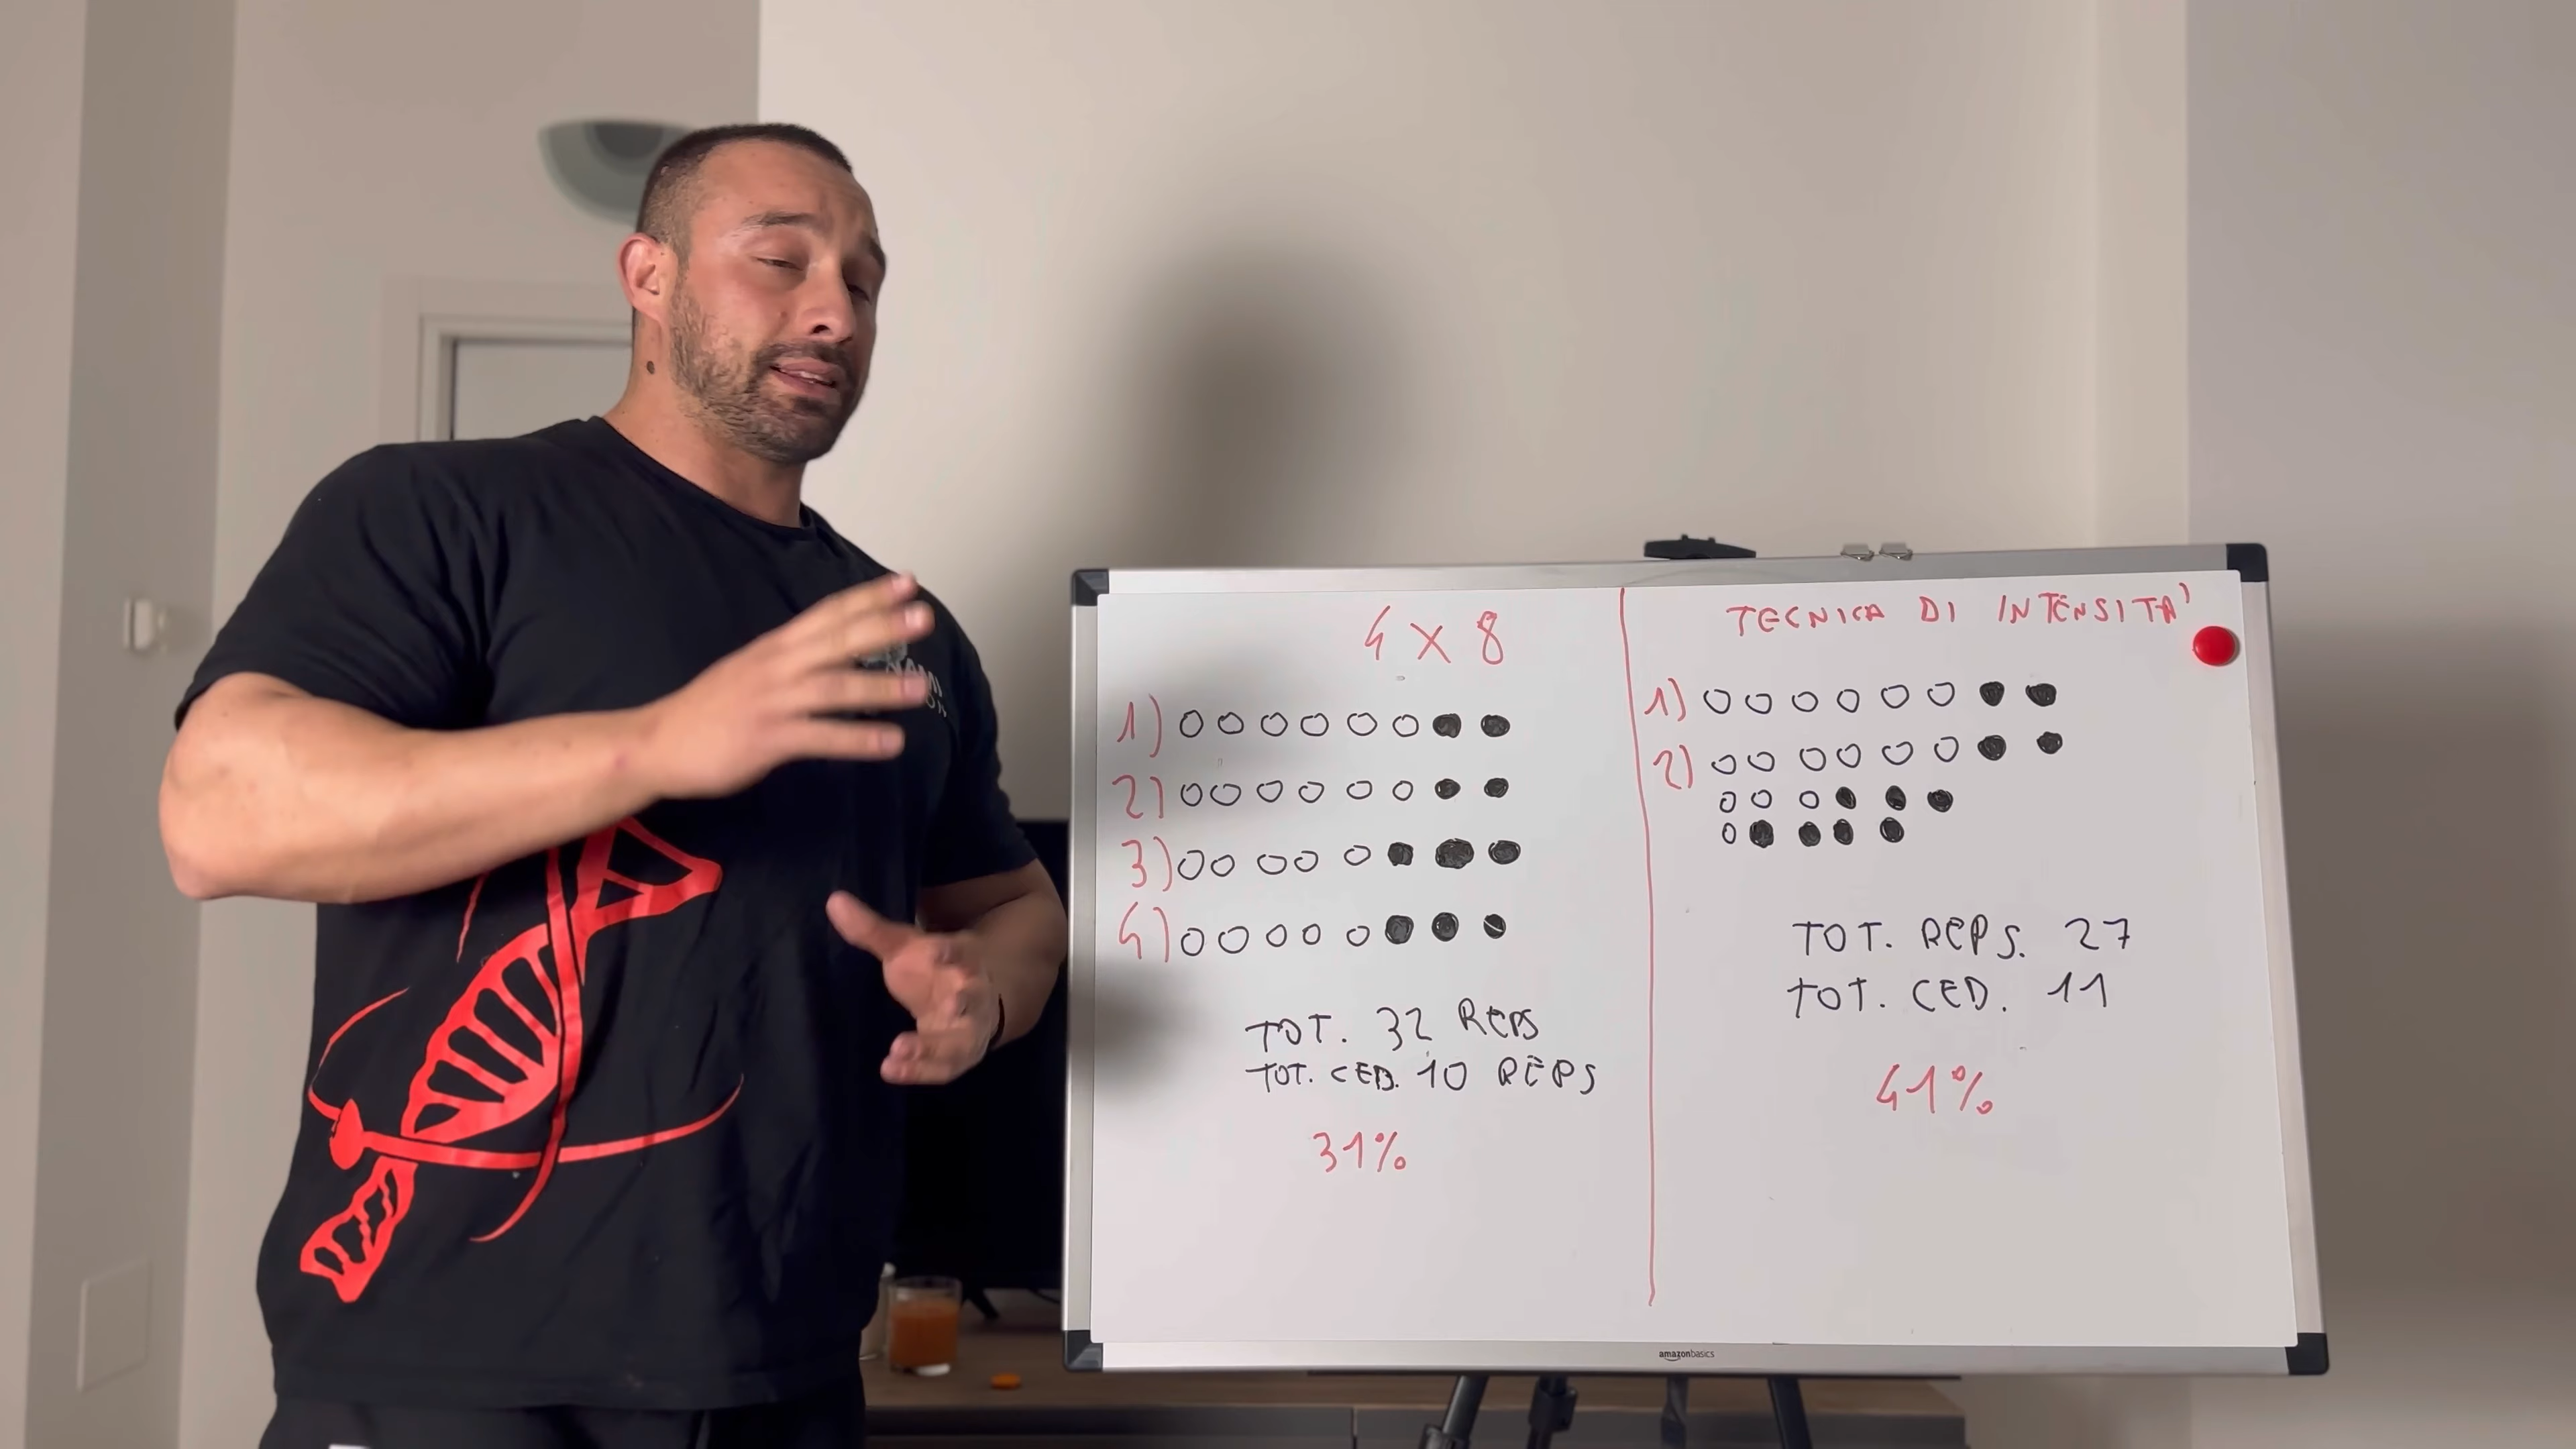 4 X 8
1)
2)
3)
4)
TOT. 32 REPS
TOT. CED. 10 REPS
31%
TECNICA DI INTENSITA'
1)
2)
TOT. REPS. 27
TOT. CED. 11
41%
amazonbasics